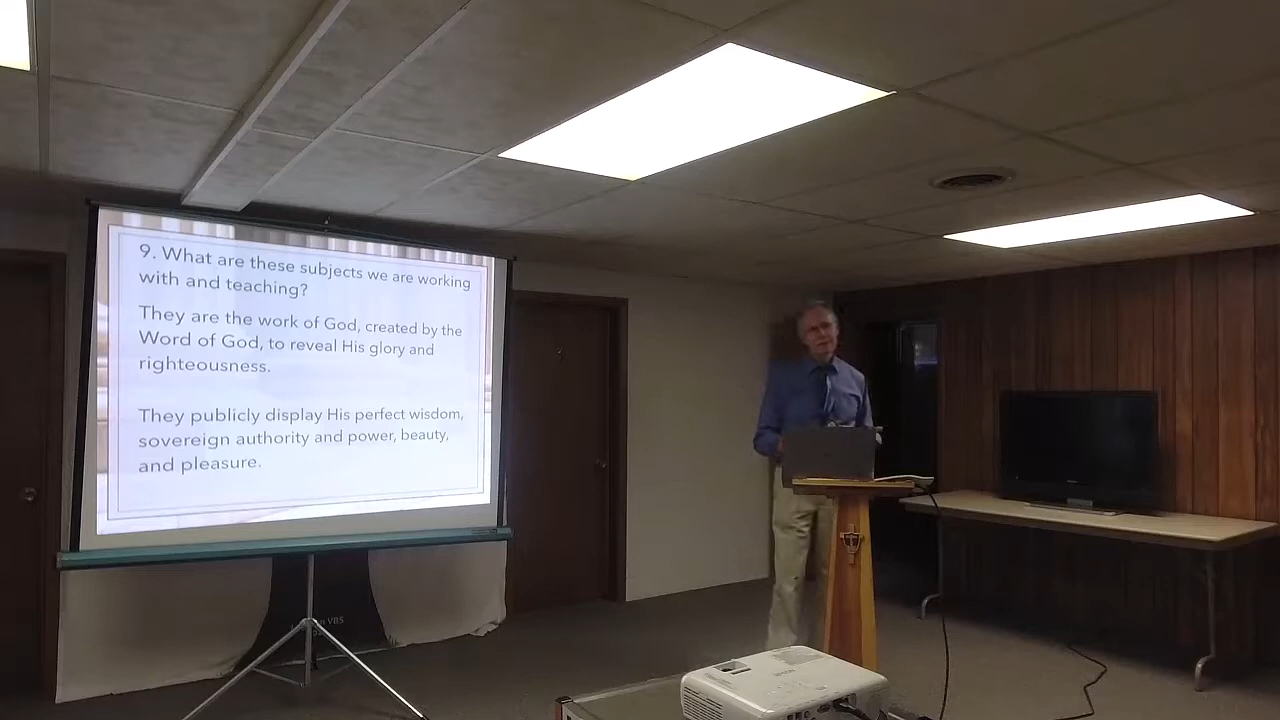 9. What are these subjects we are working
with and teaching?
They are the work of God, created by the
Word of God, to reveal His glory and
righteousness.
They publicly display His perfect wisdom,
sovereign authority and power, beauty,
and pleasure.
VBS